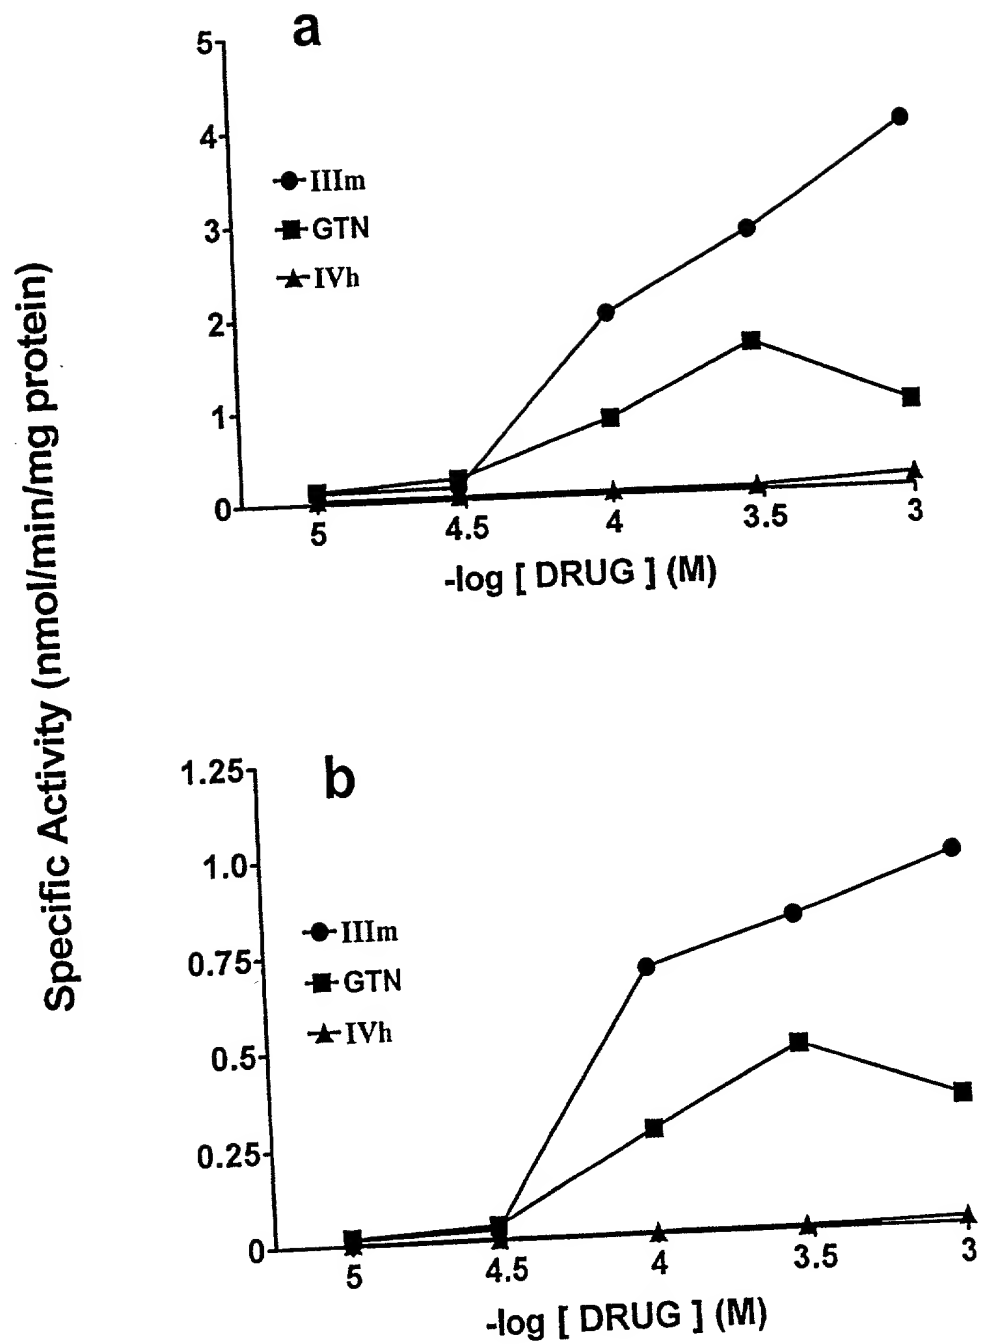 Specific Activity (nmol/min/mg protein)
a
5
4
3
2
1
0
IIIm
GTN
IVh
5 4.5 4 3.5 3
-log [ DRUG ] (M)
b
1.25
1.0
0.75
0.5
0.25
0
IIIm
GTN
IVh
5 4.5 4 3.5 3
-log [ DRUG ] (M)